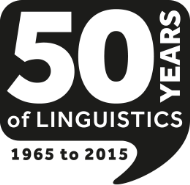 50 YEARS
of LINGUISTICS
1965 to 2015